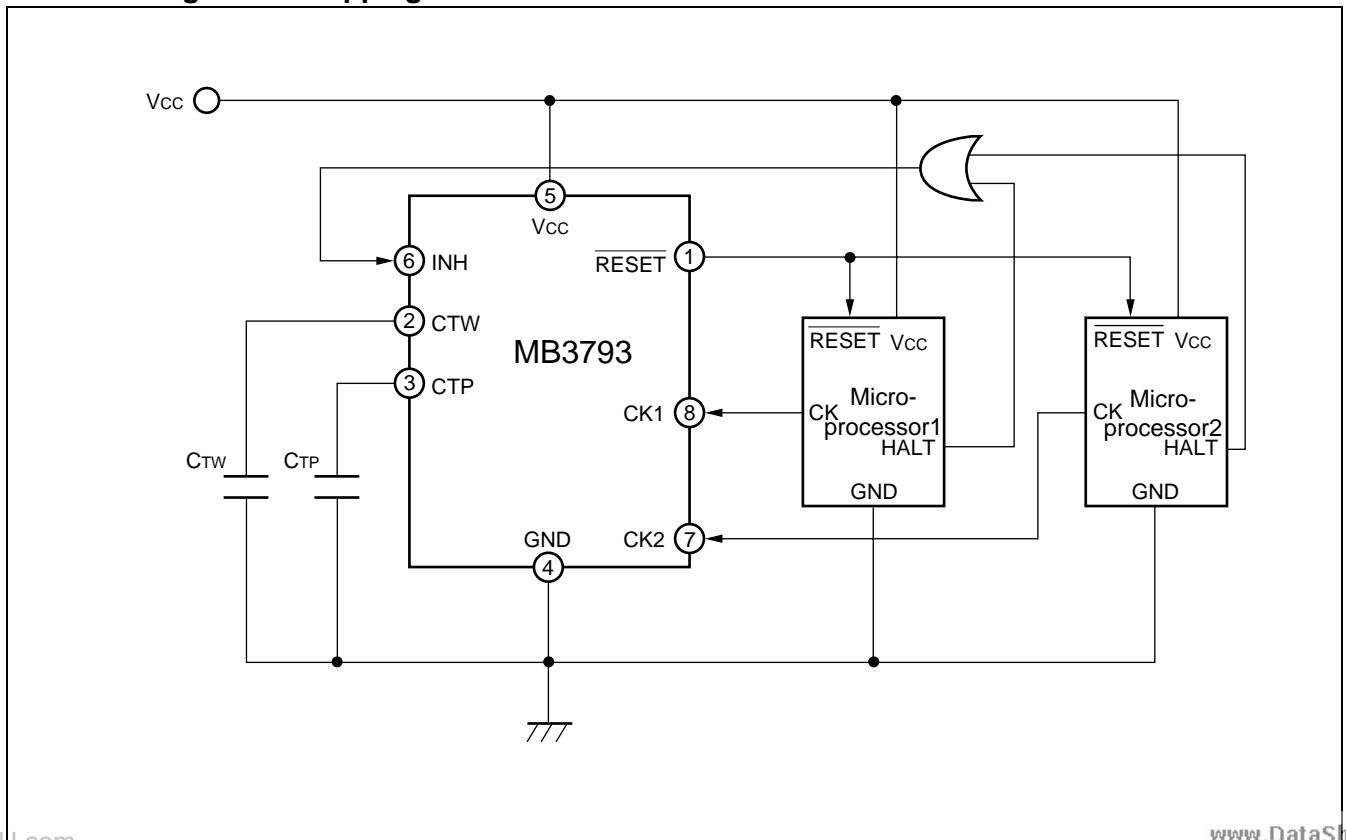 Vcc
5
Vcc
6 INH
RESET 1
2 CTW
3 CTP
MB3793
RESET Vcc
RESET Vcc
CK1 8
CK
Micro-
processor1
HALT
CK
Micro-
processor2
HALT
CTW
CTP
GND
GND
GND
4
CK2 7
www.DataSh